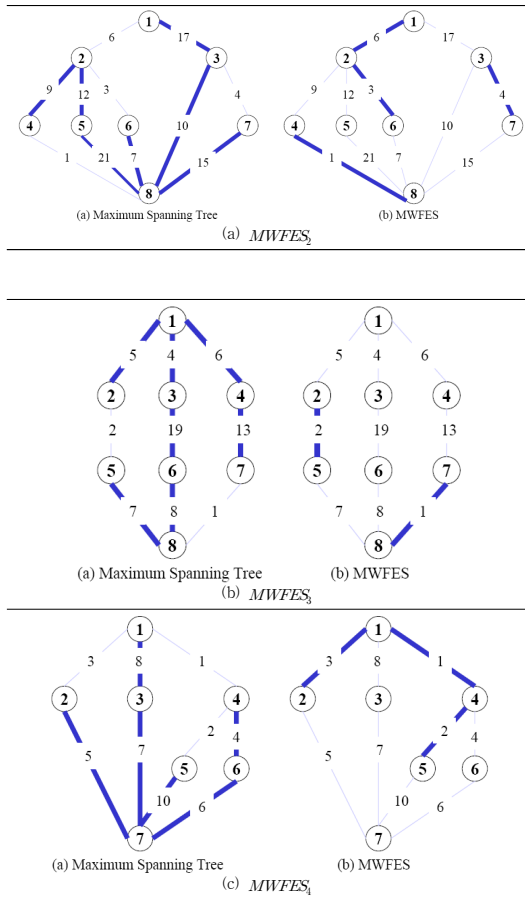 1 1
6 17 6 17
2 3 2 3
9 12 3 4 9 12 3 4
4 5 6 7 4 5 6 7
1 21 7 10 15 1 21 7 10 15
8 8
(a) Maximum Spanning Tree (b) MWFES
(a) MWFES2
1 1
5 4 6 5 4 6
2 3 4 2 3 4
2 19 13 2 19 13
5 6 7 5 6 7
7 8 1 7 8 1
8 8
(a) Maximum Spanning Tree (b) MWFES
(b) MWFES3
1 1
3 8 1 3 8 1
2 3 4 2 3 4
5 7 2 4 5 7 2 4
5 6 5 6
10 6 10 6
7 7
(a) Maximum Spanning Tree (b) MWFES
(c) MWFES4